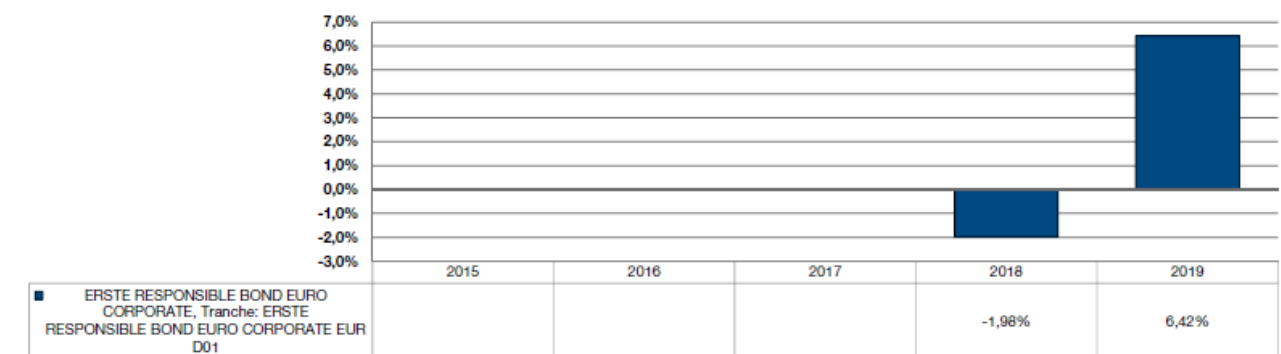 7,0%
6,0%
5,0%
4,0%
3,0%
2,0%
1,0%
0,0%
-1,0%
-2,0%
-3,0%
2015 2016 2017 2018 2019
ERSTE RESPONSIBLE BOND EURO
CORPORATE, Tranche: ERSTE
RESPONSIBLE BOND EURO CORPORATE EUR
D01
-1,98% 6,42%